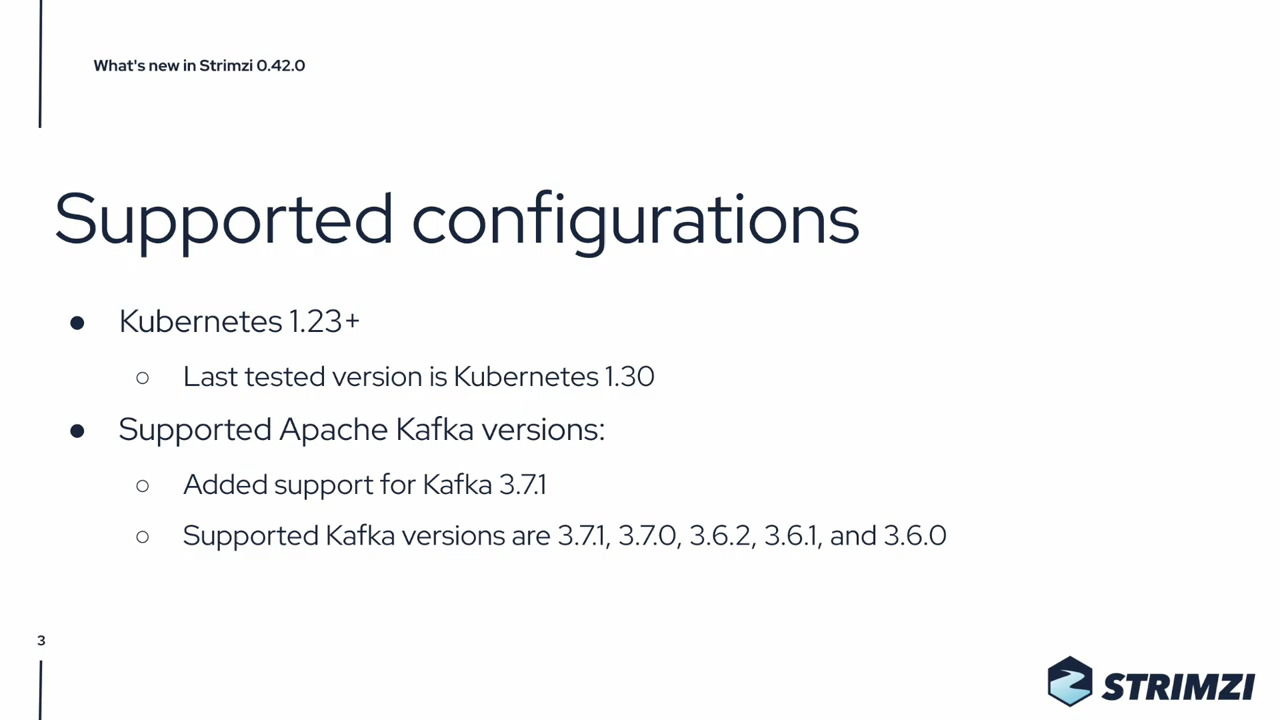 What's new in Strimzi 0.42.0
Supported configurations
● Kubernetes 1.23+
○ Last tested version is Kubernetes 1.30
● Supported Apache Kafka versions:
○ Added support for Kafka 3.7.1
○ Supported Kafka versions are 3.7.1, 3.7.0, 3.6.2, 3.6.1, and 3.6.0
3
STRIMZI